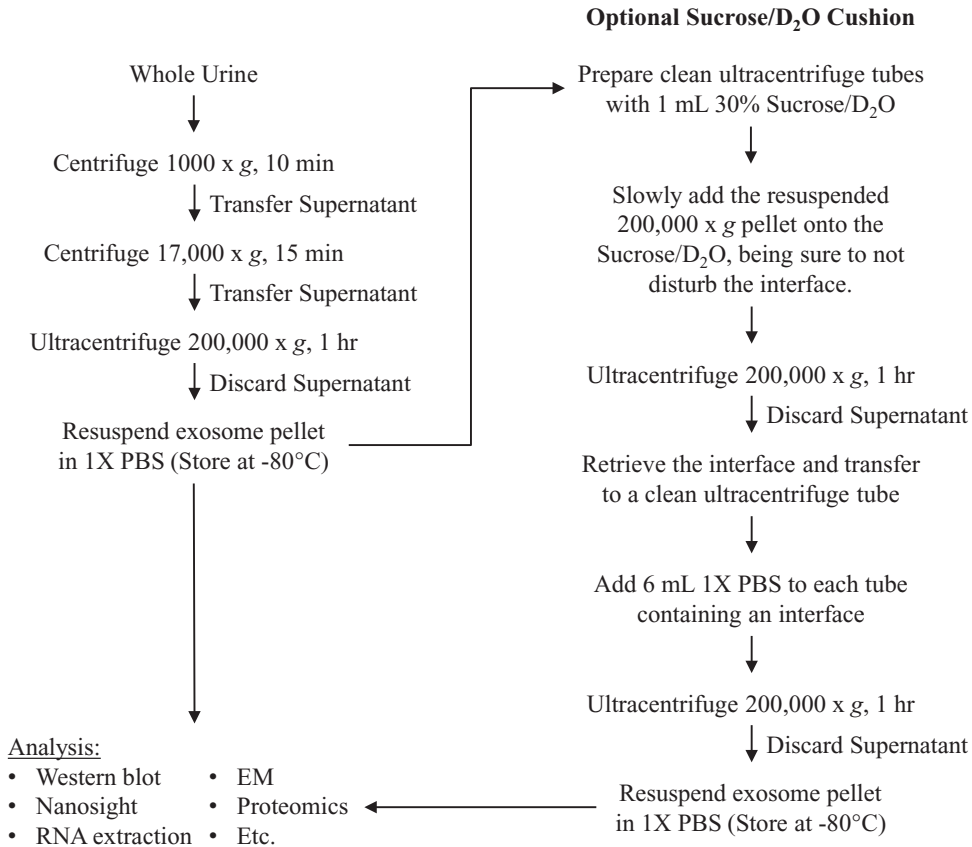 Whole Urine
Centrifuge 1000 x g, 10 min
Transfer Supernatant
Centrifuge 17,000 x g, 15 min
Transfer Supernatant
Ultracentrifuge 200,000 x g, 1 hr
Discard Supernatant
Resuspend exosome pellet
in 1X PBS (Store at -80°C)
Optional Sucrose/D₂O Cushion
Prepare clean ultracentrifuge tubes
with 1 mL 30% Sucrose/D₂O
Slowly add the resuspended
200,000 x g pellet onto the
Sucrose/D₂O, being sure to not
disturb the interface.
Ultracentrifuge 200,000 x g, 1 hr
Discard Supernatant
Retrieve the interface and transfer
to a clean ultracentrifuge tube
Add 6 mL 1X PBS to each tube
containing an interface
Ultracentrifuge 200,000 x g, 1 hr
Discard Supernatant
Resuspend exosome pellet
in 1X PBS (Store at -80°C)
Analysis:
• Western blot • EM
• Nanosight • Proteomics
• RNA extraction • Etc.